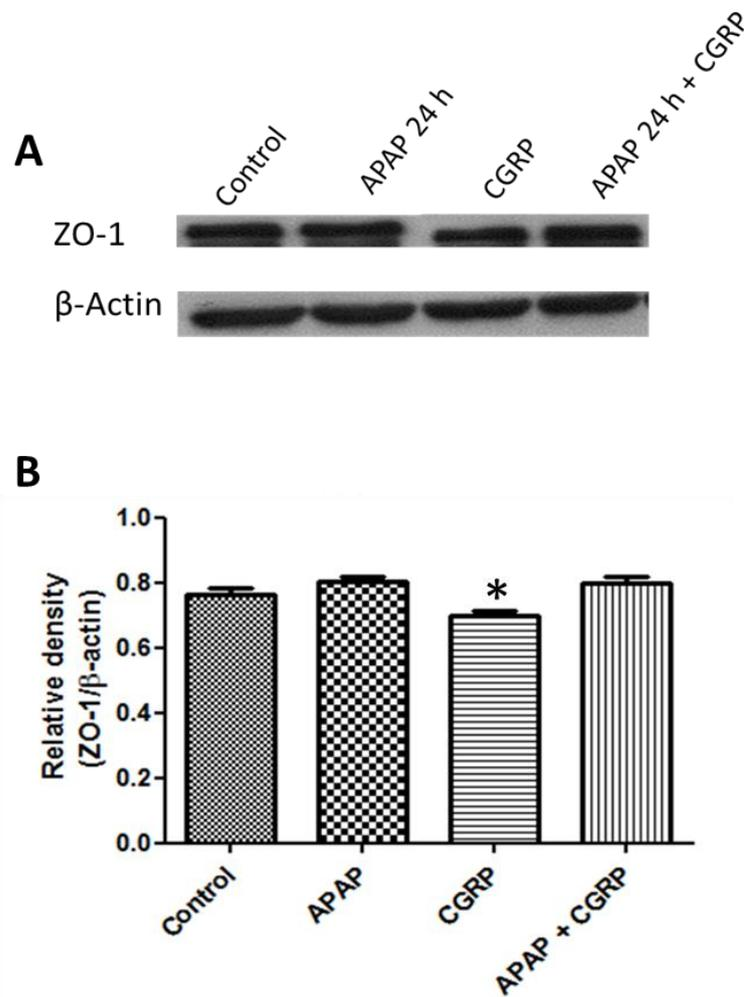 A
Control
APAP 24 h
CGRP
APAP 24 h + CGRP
ZO-1
β-Actin
B
Relative density
(ZO-1/β-actin)
1.0
0.8
0.6
0.4
0.2
0.0
*
Control
APAP
CGRP
APAP + CGRP